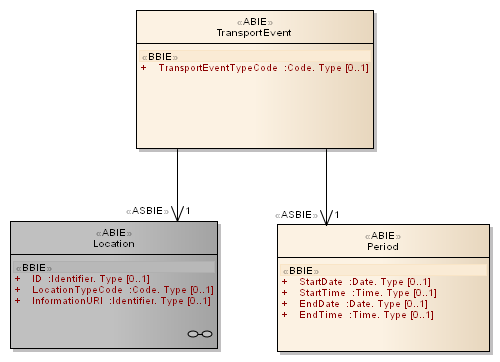 «ABIE»
TransportEvent
«BBIE»
+ TransportEventTypeCode :Code. Type [0..1]
«ASBIE» 1
«ASBIE» 1
«ABIE»
Location
«BBIE»
+ ID :Identifier. Type [0..1]
+ LocationTypeCode :Code. Type [0..1]
+ InformationURI :Identifier. Type [0..1]
«ABIE»
Period
«BBIE»
+ StartDate :Date. Type [0..1]
+ StartTime :Time. Type [0..1]
+ EndDate :Date. Type [0..1]
+ EndTime :Time. Type [0..1]